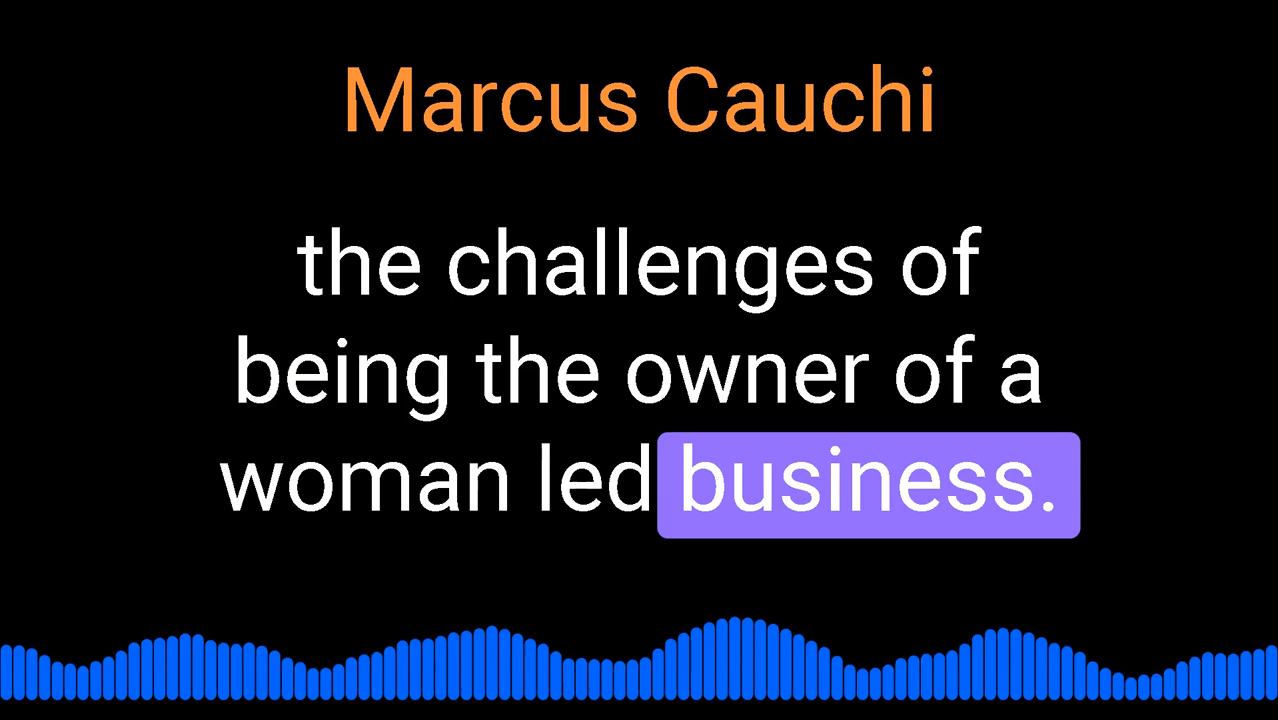 Marcus Cauchi
the challenges of
being the owner of a
woman led business.